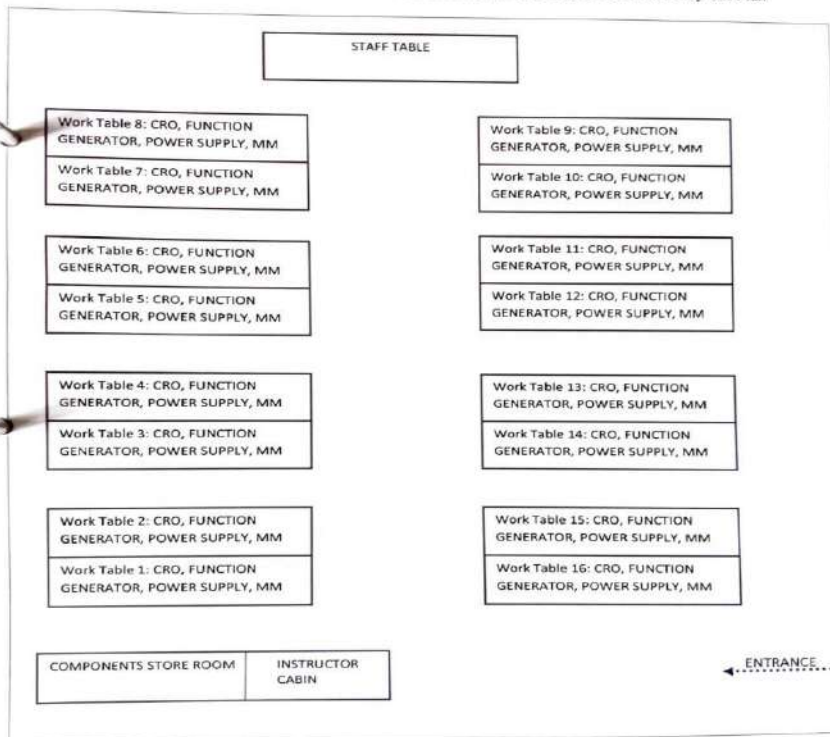 STAFF TABLE
Work Table 8: CRO, FUNCTION
GENERATOR, POWER SUPPLY, MM
Work Table 7: CRO, FUNCTION
GENERATOR, POWER SUPPLY, MM
Work Table 6: CRO, FUNCTION
GENERATOR, POWER SUPPLY, MM
Work Table 5: CRO, FUNCTION
GENERATOR, POWER SUPPLY, MM
Work Table 4: CRO, FUNCTION
GENERATOR, POWER SUPPLY, MM
Work Table 3: CRO, FUNCTION
GENERATOR, POWER SUPPLY, MM
Work Table 2: CRO, FUNCTION
GENERATOR, POWER SUPPLY, MM
Work Table 1: CRO, FUNCTION
GENERATOR, POWER SUPPLY, MM
Work Table 9: CRO, FUNCTION
GENERATOR, POWER SUPPLY, MM
Work Table 10: CRO, FUNCTION
GENERATOR, POWER SUPPLY, MM
Work Table 11: CRO, FUNCTION
GENERATOR, POWER SUPPLY, MM
Work Table 12: CRO, FUNCTION
GENERATOR, POWER SUPPLY, MM
Work Table 13: CRO, FUNCTION
GENERATOR, POWER SUPPLY, MM
Work Table 14: CRO, FUNCTION
GENERATOR, POWER SUPPLY, MM
Work Table 15: CRO, FUNCTION
GENERATOR, POWER SUPPLY, MM
Work Table 16: CRO, FUNCTION
GENERATOR, POWER SUPPLY, MM
COMPONENTS STORE ROOM
INSTRUCTOR
CABIN
ENTRANCE